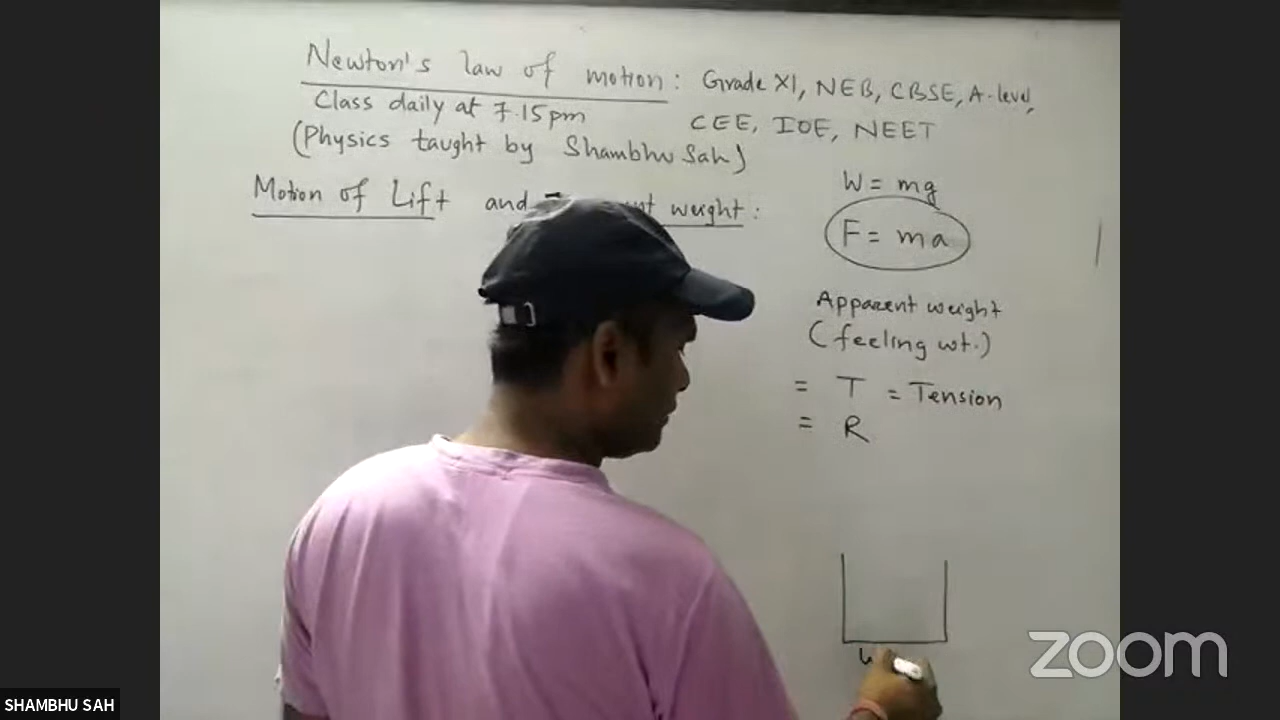 Newton's law of motion: Grade XI, NEB, CBSE, A-level,
Class daily at 7.15pm CEE, IOE, NEET
(Physics taught by Shambhu Sah)
Motion of Lift and weight:
W = mg
F = ma
Apparent weight
(feeling wt.)
= T = Tension
= R
zoom
SHAMBHU SAH